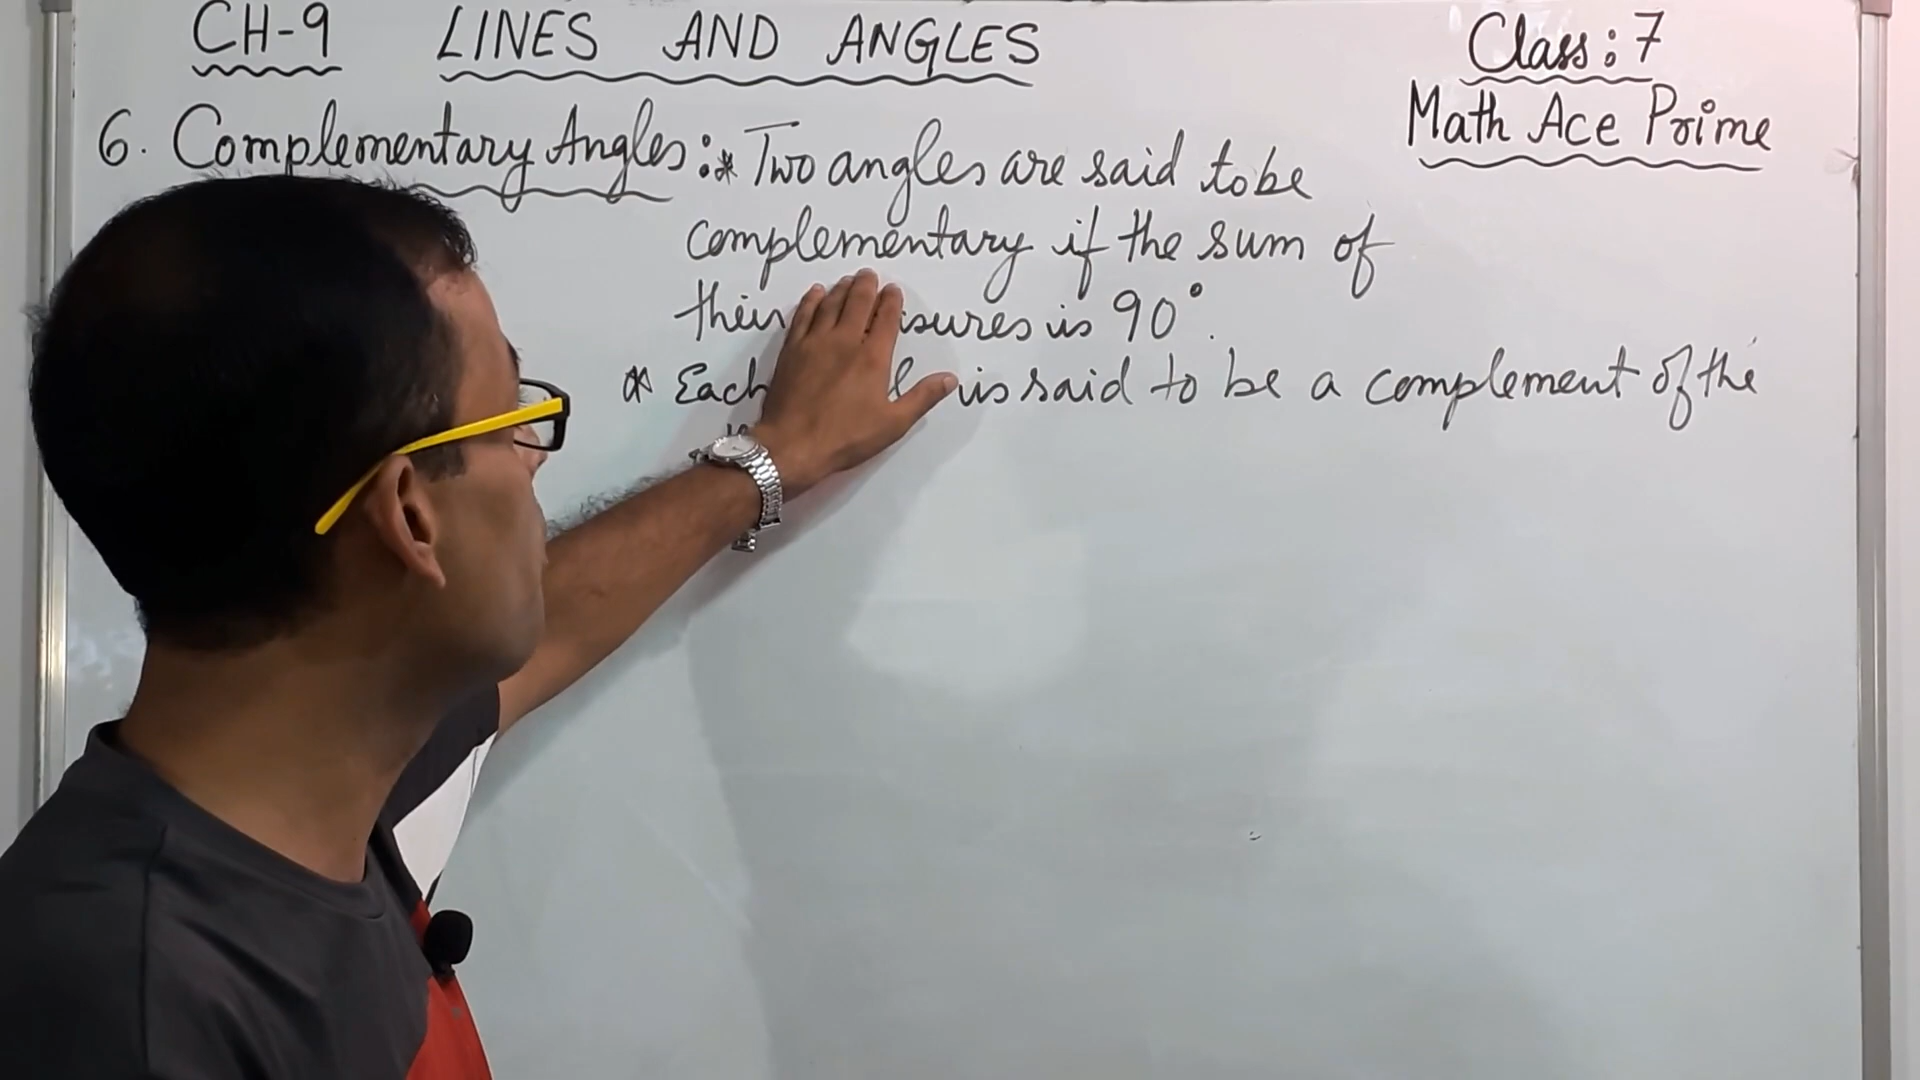 CH-9 LINES AND ANGLES Class: 7
Math Ace Prime
6. Complementary Angles:* Two angles are said to be
complementary if the sum of
their is 90°.
* Each is said to be a complement of the